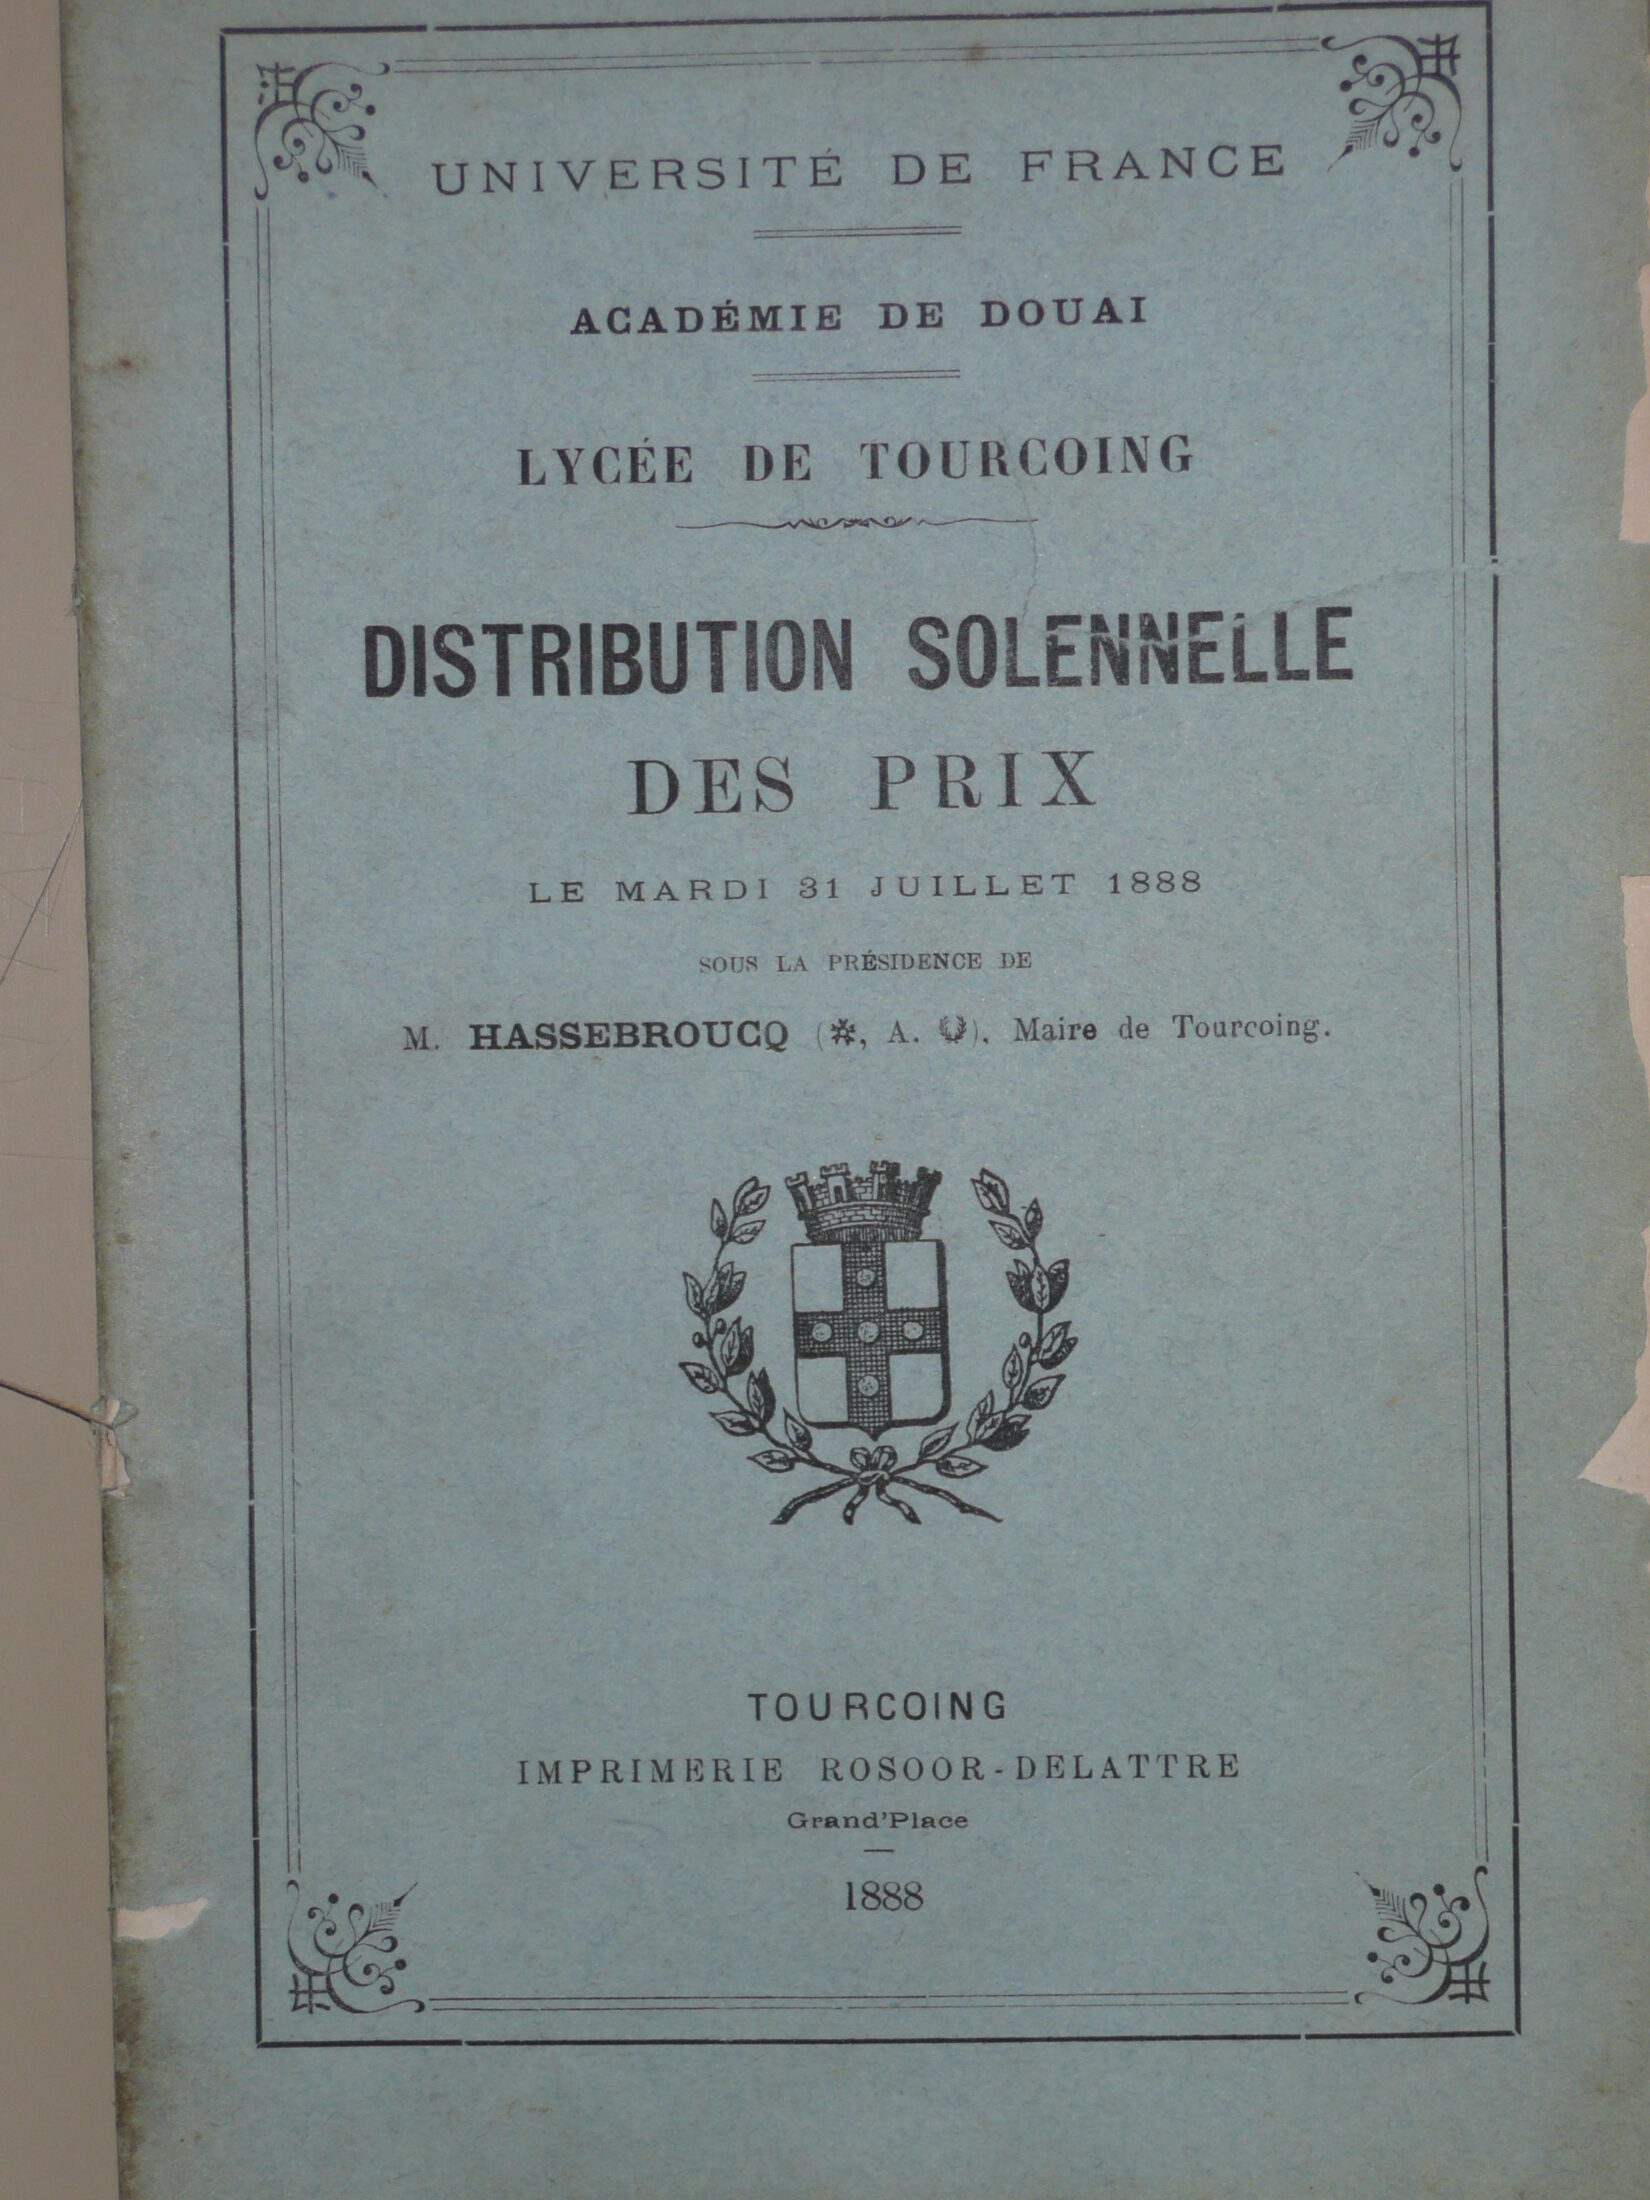 UNIVERSITÉ DE FRANCE
ACADÉMIE DE DOUAI
LYCÉE DE TOURCOING
DISTRIBUTION SOLENNELLE
DES PRIX
LE MARDI 31 JUILLET 1888
SOUS LA PRÉSIDENCE DE
M. HASSEBROUCQ (✲, A. ), Maire de Tourcoing.
TOURCOING
IMPRIMERIE ROSOOR-DELATTRE
Grand'Place
1888